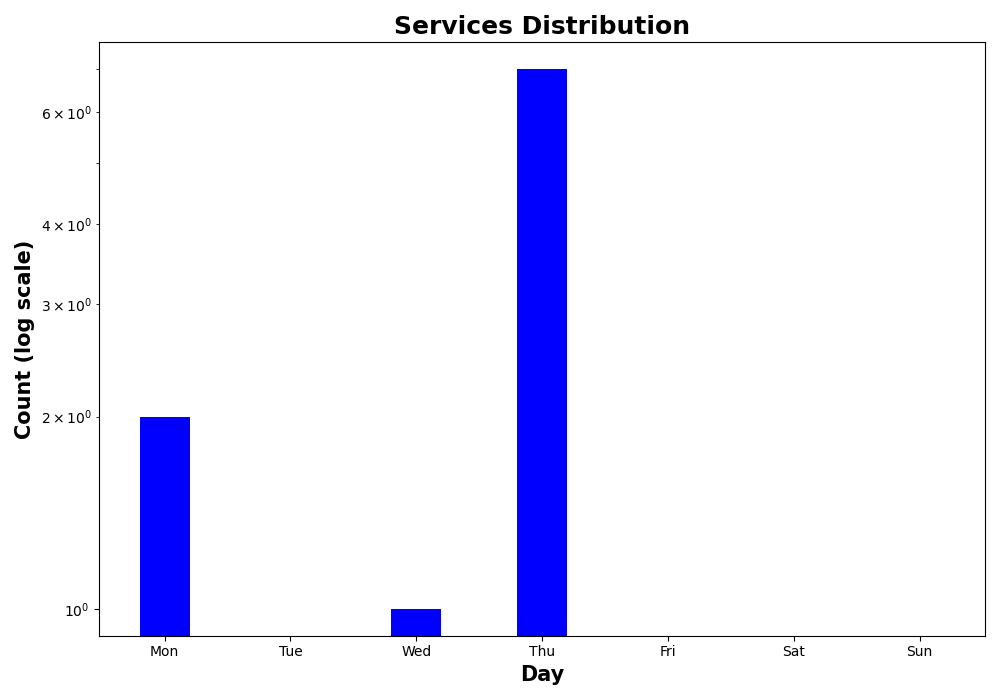 Services Distribution
6 × 10⁰
4 × 10⁰
3 × 10⁰
2 × 10⁰
10⁰
Count (log scale)
Mon Tue Wed Thu Fri Sat Sun
Day